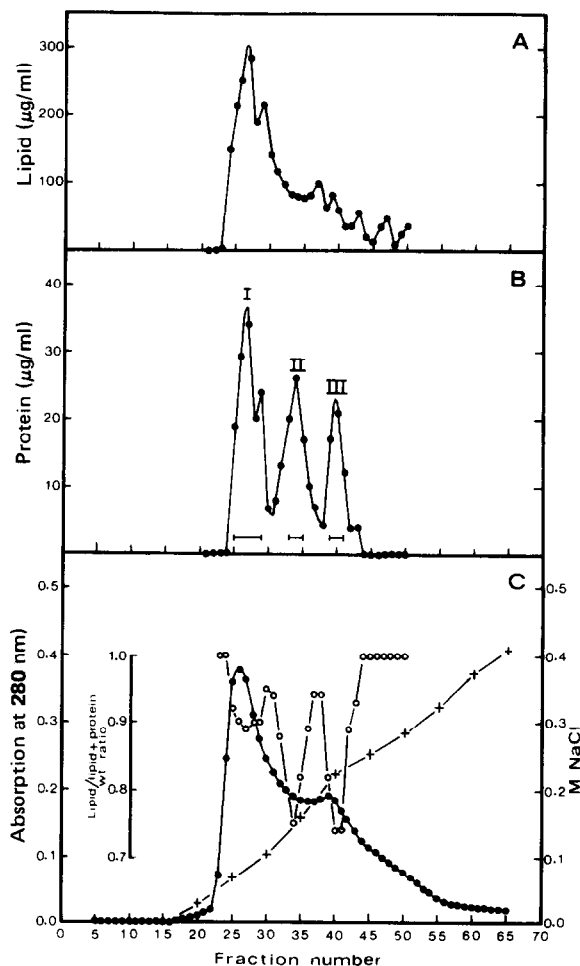 A
Lipid (µg/ml)
300
200
100
B
Protein (µg/ml)
40
30
20
10
0
I
II
III
C
Absorption at 280 nm)
0.5
0.4
0.3
0.2
0.1
0.0
Lipid/lipid+protein
wt ratio
1.0
0.9
0.8
0.7
0.5
0.4
0.3
0.2
0.1
0.0
M NaCl
0 5 10 15 20 25 30 35 40 45 50 55 60 65 70
Fraction number